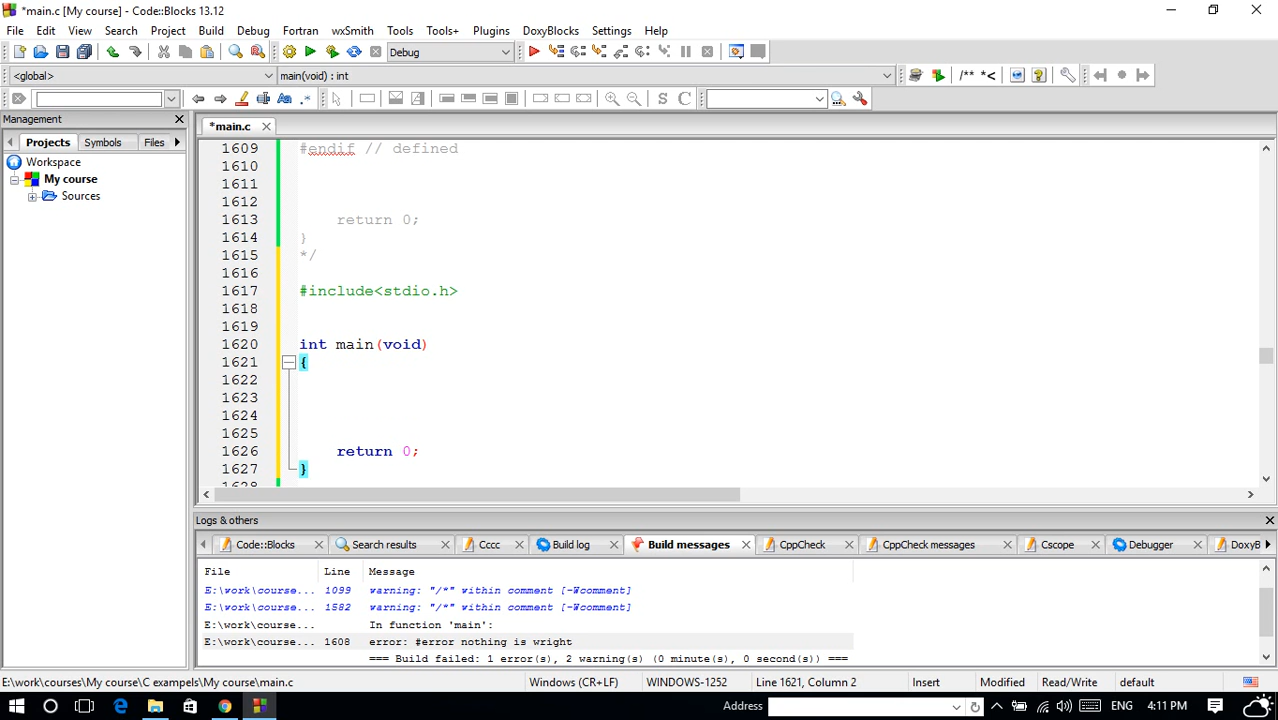 *main.c [My course] - Code::Blocks 13.12
File Edit View Search Project Build Debug Fortran wxSmith Tools Tools+ Plugins DoxyBlocks Settings Help
Debug
<global> main(void) : int /** *<
Aa .* S C
Management
Projects Symbols Files
Workspace
My course
Sources
*main.c
1609 #endif // defined
1610
1611
1612
1613 return 0;
1614 }
1615 */
1616
1617 #include<stdio.h>
1618
1619
1620 int main(void)
1621 {
1622
1623
1624
1625
1626 return 0;
1627 }
1628
Logs & others
Code::Blocks Search results Cccc Build log Build messages CppCheck CppCheck messages Cscope Debugger DoxyB
File Line Message
E:\work\course... 1099 warning: "/*" within comment [-Wcomment]
E:\work\course... 1582 warning: "/*" within comment [-Wcomment]
E:\work\course... In function 'main':
E:\work\course... 1608 error: #error nothing is wright
=== Build failed: 1 error(s), 2 warning(s) (0 minute(s), 0 second(s)) ===
E:\work\courses\My course\C exampels\My course\main.c Windows (CR+LF) WINDOWS-1252 Line 1621, Column 2 Insert Modified Read/Write default
Address ENG 4:11 PM